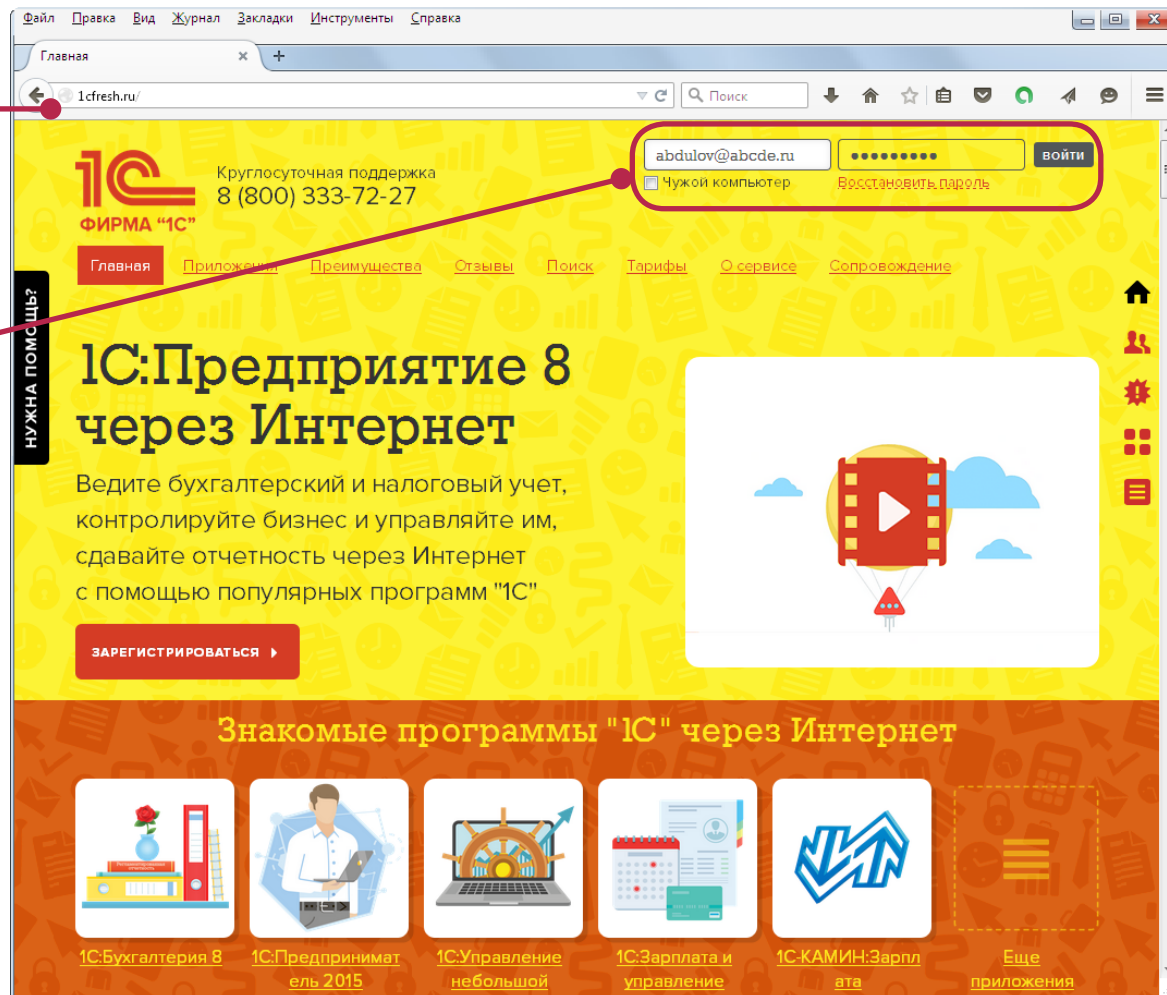 Файл Правка Вид Журнал Закладки Инструменты Справка
Главная
1cfresh.ru/
Поиск
1С
ФИРМА "1С"
Круглосуточная поддержка
8 (800) 333-72-27
abdulov@abcde.ru
●●●●●●●●●
ВОЙТИ
Чужой компьютер
Восстановить пароль
Главная Приложения Преимущества Отзывы Поиск Тарифы О сервисе Сопровождение
НУЖНА ПОМОЩЬ?
1С:Предприятие 8
через Интернет
Ведите бухгалтерский и налоговый учет,
контролируйте бизнес и управляйте им,
сдавайте отчетность через Интернет
с помощью популярных программ "1С"
ЗАРЕГИСТРИРОВАТЬСЯ
Знакомые программы "1С" через Интернет
1С:Бухгалтерия 8
1С:Предпринимат
ель 2015
1С:Управление
небольшой
1С:Зарплата и
управление
1С-КАМИН:Зарпл
ата
Еще
приложения